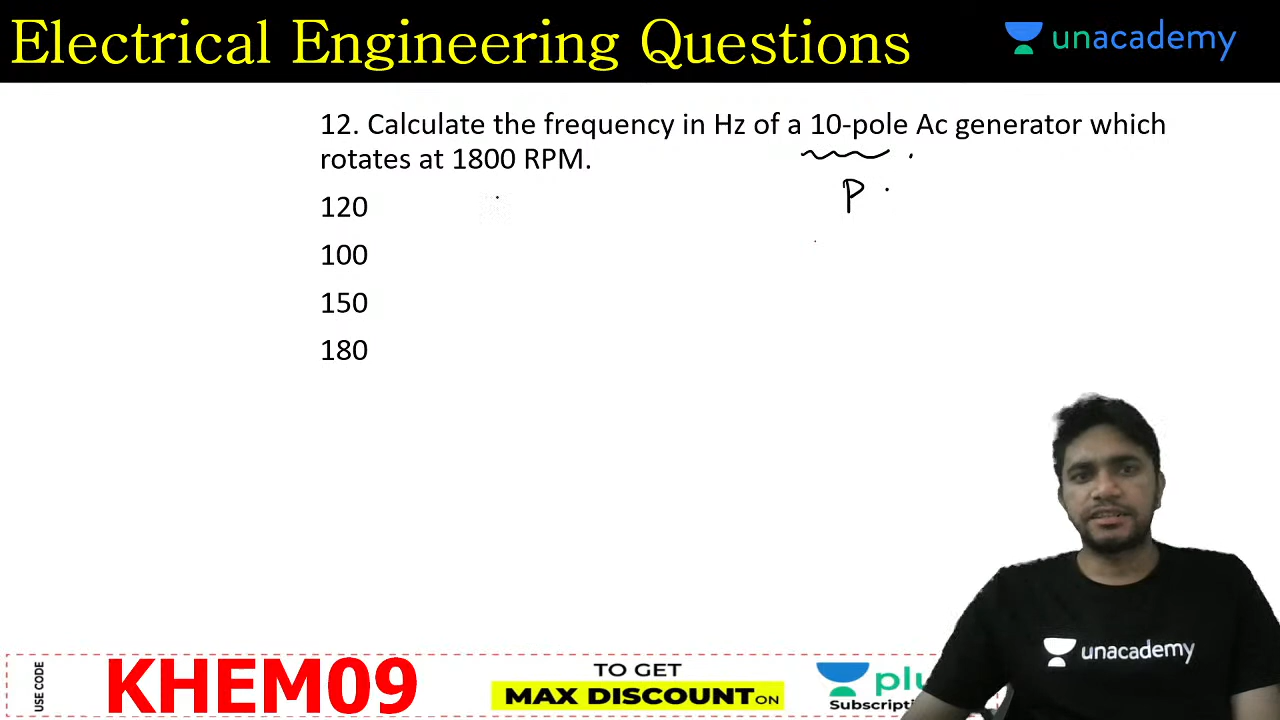 Electrical Engineering Questions
unacademy
12. Calculate the frequency in Hz of a 10-pole Ac generator which
rotates at 1800 RPM.
P
120
100
150
180
unacademy
USE CODE
KHEM09
TO GET
MAX DISCOUNT ON